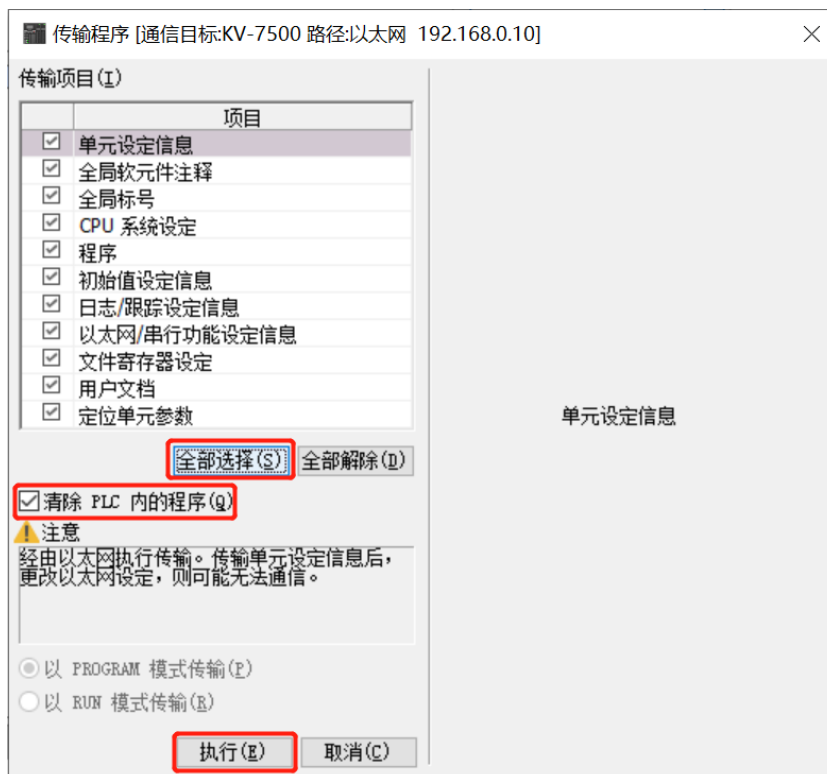 传输程序 [通信目标:KV-7500 路径:以太网 192.168.0.10]
传输项目(I)
项目
单元设定信息
全局软元件注释
全局标号
CPU 系统设定
程序
初始值设定信息
日志/跟踪设定信息
以太网/串行功能设定信息
文件寄存器设定
用户文档
定位单元参数
单元设定信息
全部选择(S) 全部解除(D)
清除 PLC 内的程序(Q)
注意
经由以太网执行传输。传输单元设定信息后，
更改以太网设定，则可能无法通信。
以 PROGRAM 模式传输(P)
以 RUN 模式传输(R)
执行(E) 取消(C)